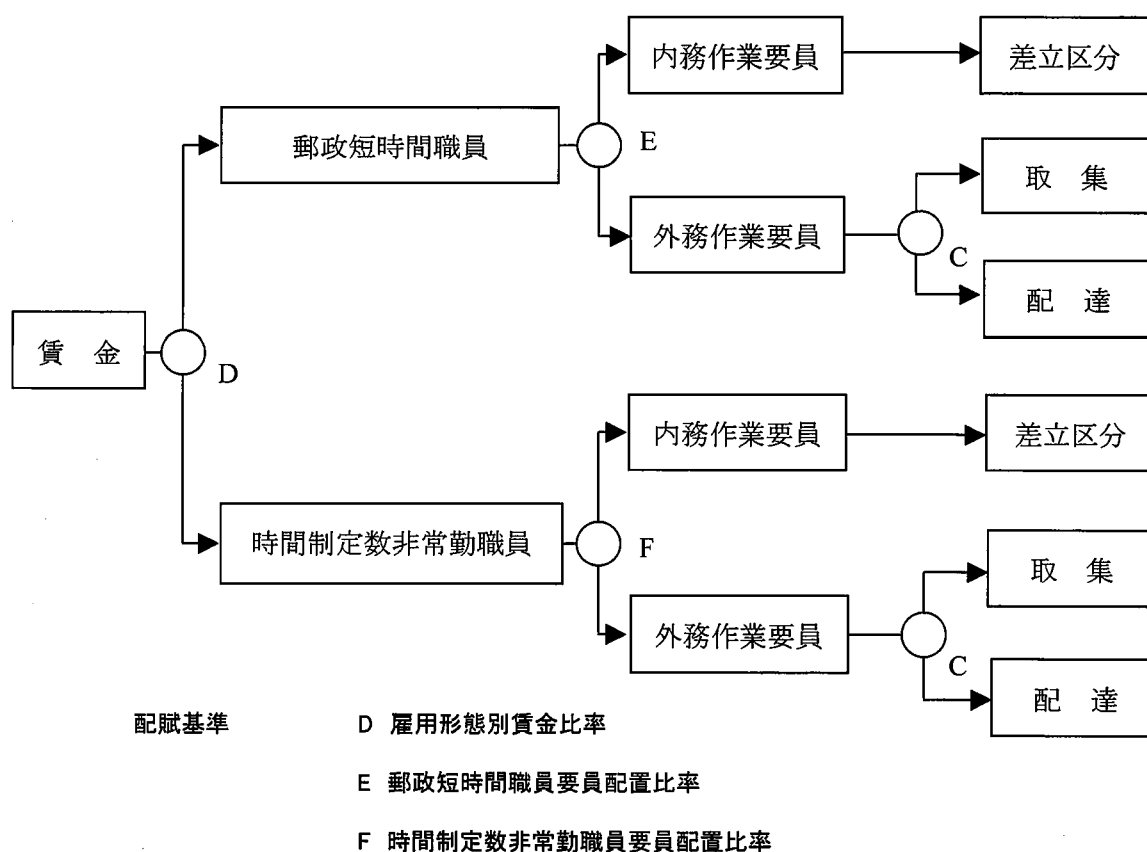 内務作業要員
差立区分
郵政短時間職員
E
取 集
外務作業要員
C
配 達
賃 金
D
内務作業要員
差立区分
時間制定数非常勤職員
F
取 集
外務作業要員
C
配 達
配賦基準
D 雇用形態別賃金比率
E 郵政短時間職員要員配置比率
F 時間制定数非常勤職員要員配置比率